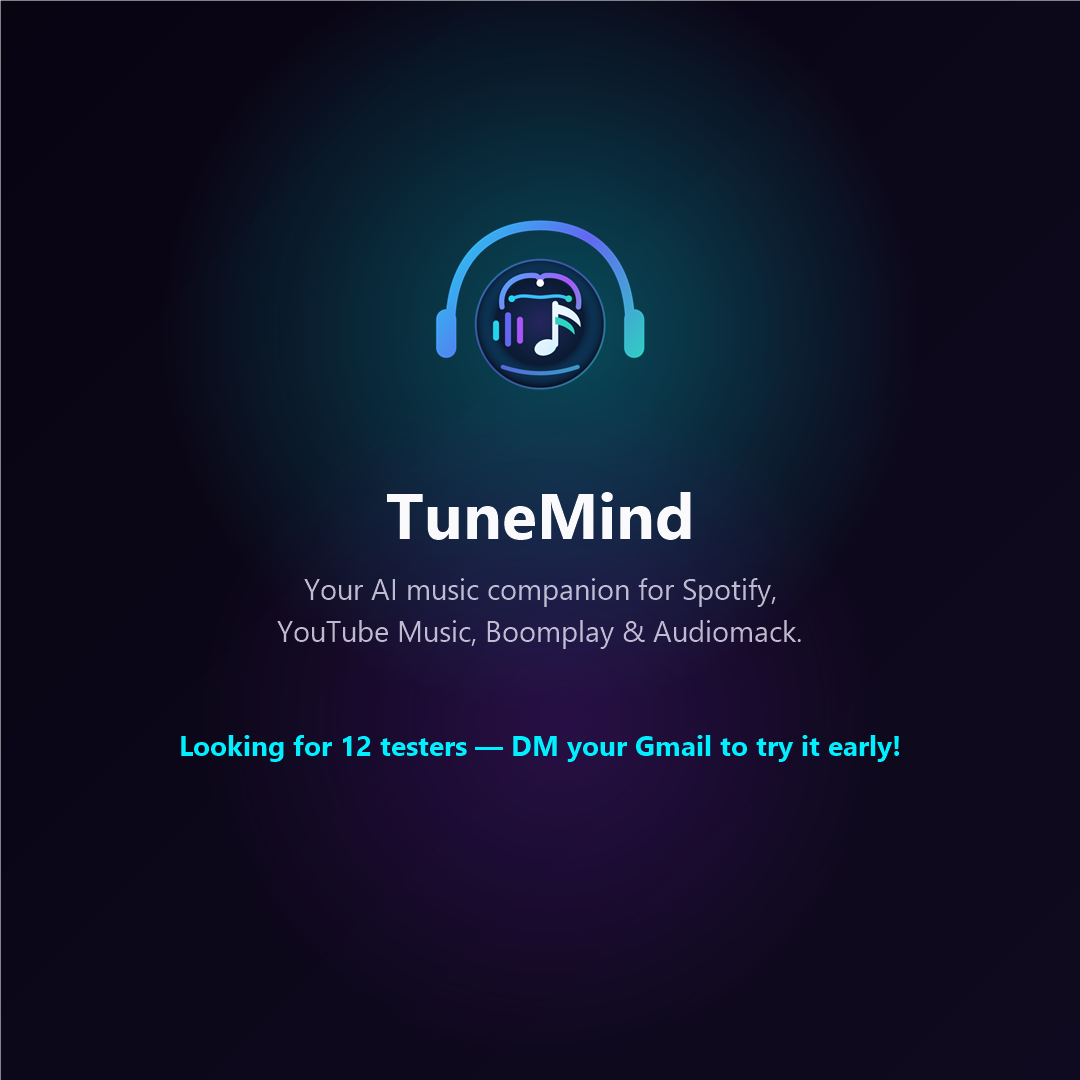 TuneMind
Your AI music companion for Spotify,
YouTube Music, Boomplay & Audiomack.
Looking for 12 testers — DM your Gmail to try it early!